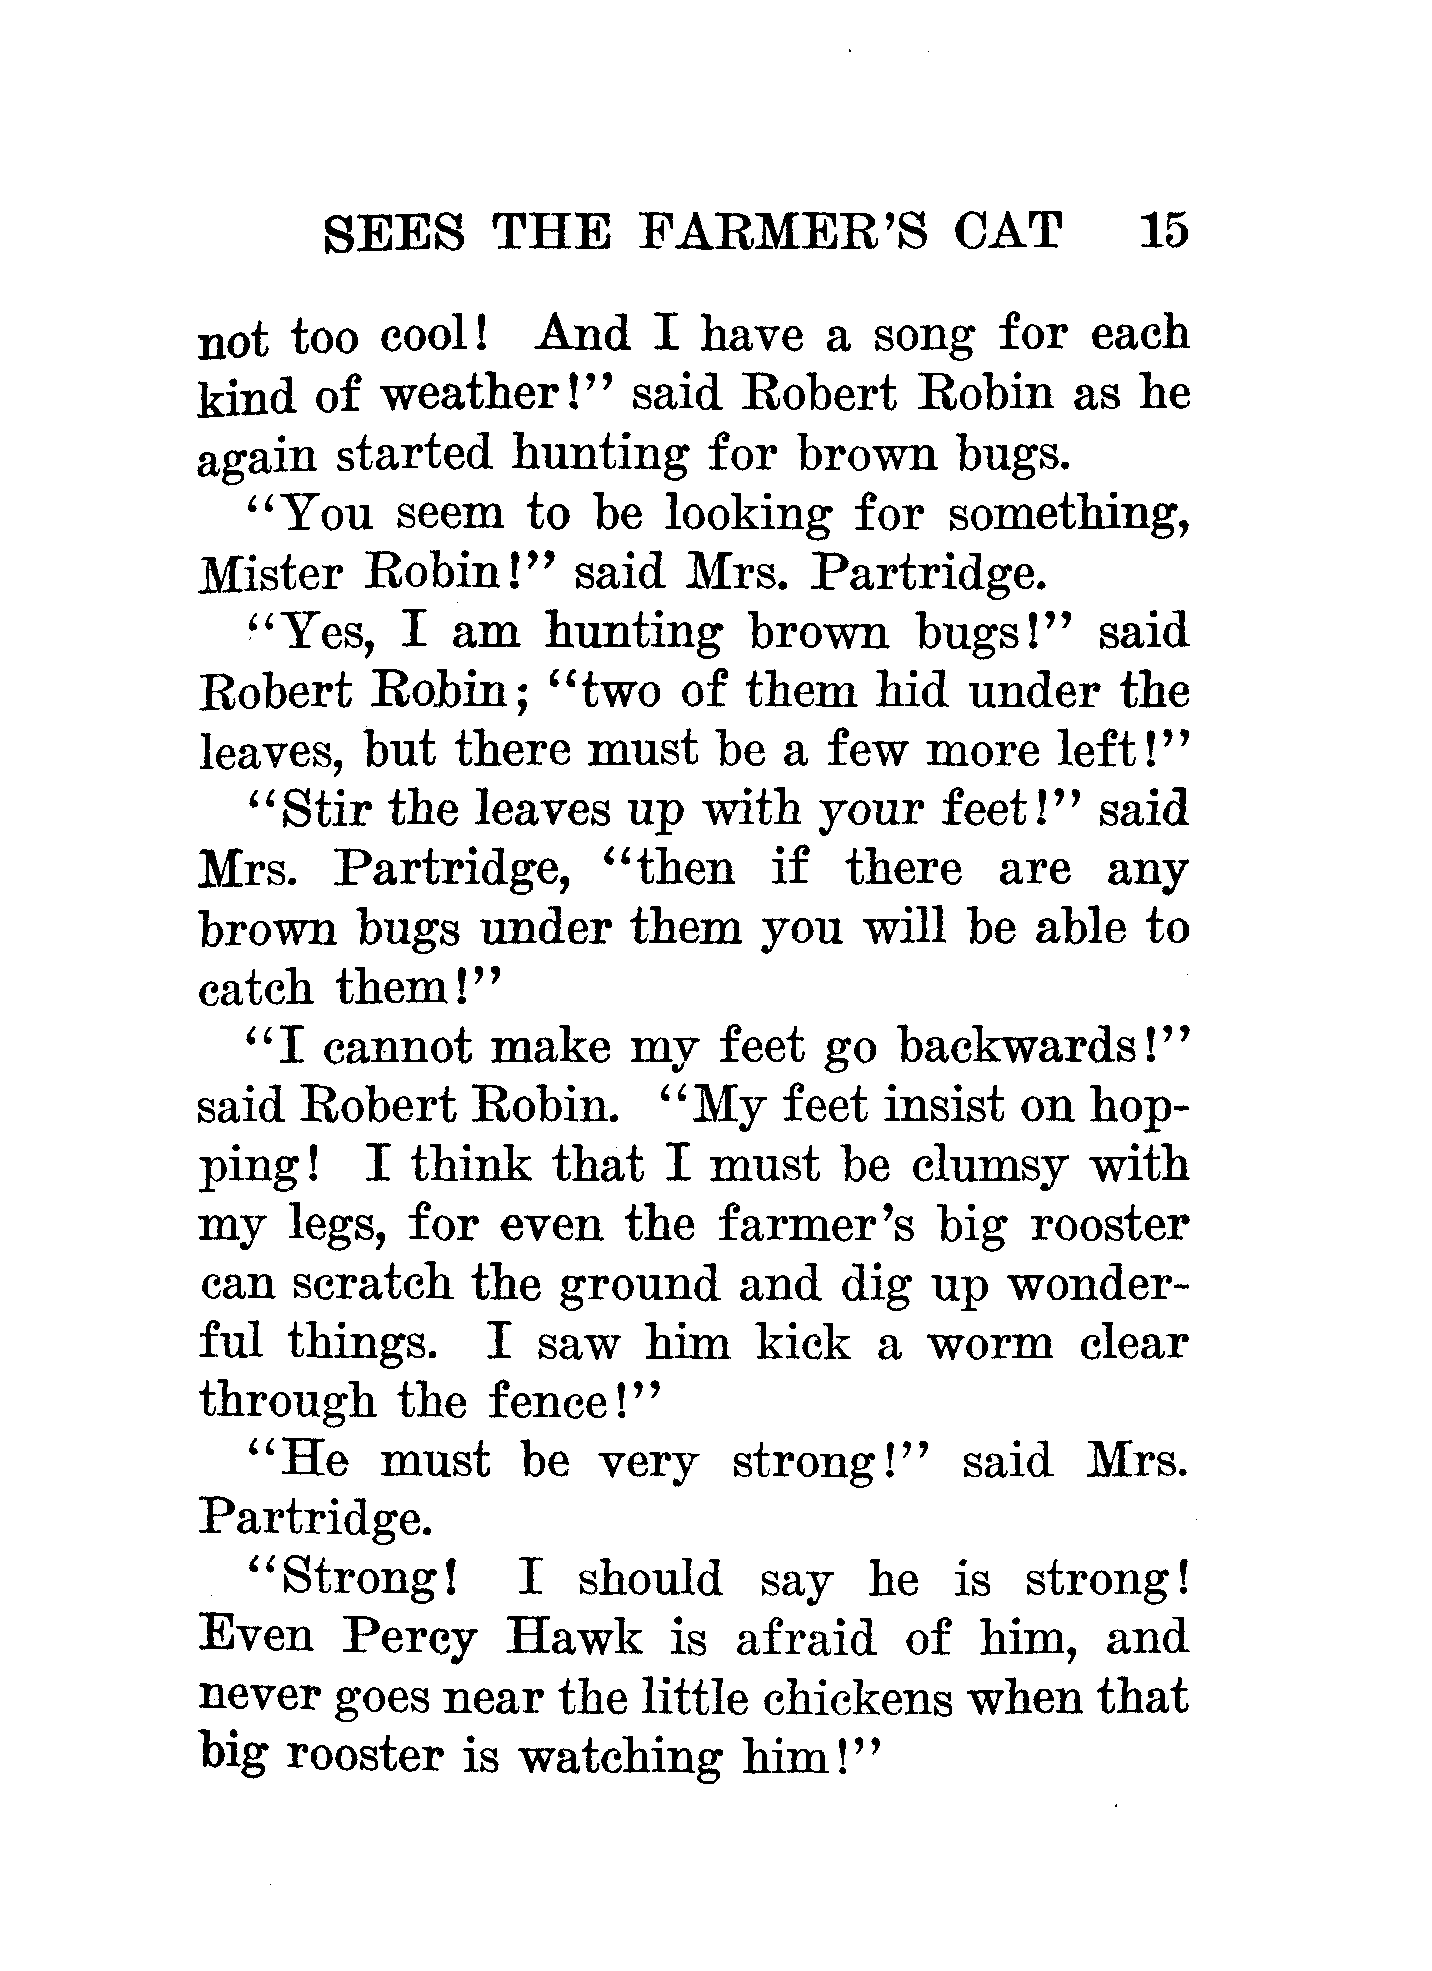 SEES THE FARMER'S CAT 15
not too cool! And I have a song for each
kind of weather!" said Robert Robin as he
again started hunting for brown bugs.
"You seem to be looking for something,
Mister Robin!" said Mrs. Partridge.
"Yes, I am hunting brown bugs!" said
Robert Robin; "two of them hid under the
leaves, but there must be a few more left!"
"Stir the leaves up with your feet!" said
Mrs. Partridge, "then if there are any
brown bugs under them you will be able to
catch them!"
"I cannot make my feet go backwards!"
said Robert Robin. "My feet insist on hop-
ping! I think that I must be clumsy with
my legs, for even the farmer's big rooster
can scratch the ground and dig up wonder-
ful things. I saw him kick a worm clear
through the fence!"
"He must be very strong!" said Mrs.
Partridge.
"Strong! I should say he is strong!
Even Percy Hawk is afraid of him, and
never goes near the little chickens when that
big rooster is watching him!"